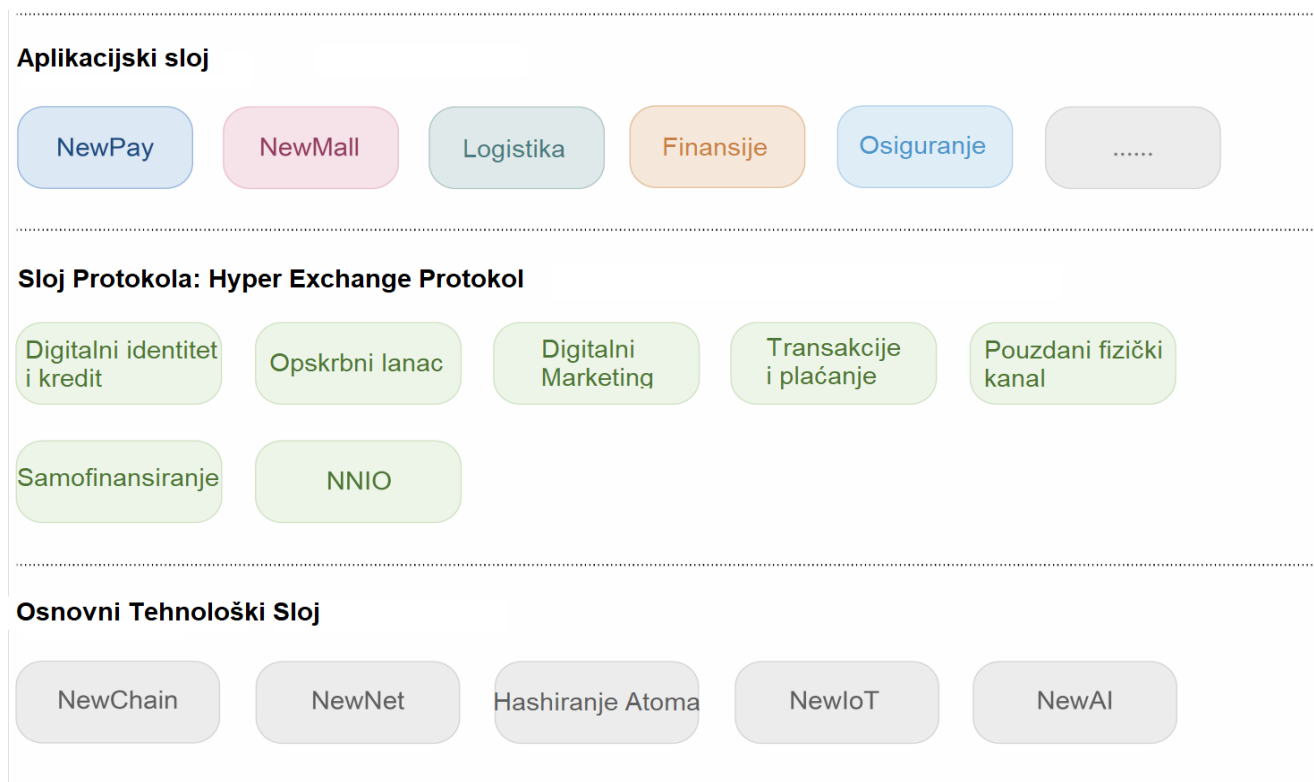 Aplikacijski sloj
NewPay
NewMall
Logistika
Finansije
Osiguranje
......
Sloj Protokola: Hyper Exchange Protokol
Digitalni identitet
i kredit
Opskrbni lanac
Digitalni
Marketing
Transakcije
i plaćanje
Pouzdani fizički
kanal
Samofinansiranje
NNIO
Osnovni Tehnološki Sloj
NewChain
NewNet
Hashiranje Atoma
NewIoT
NewAI